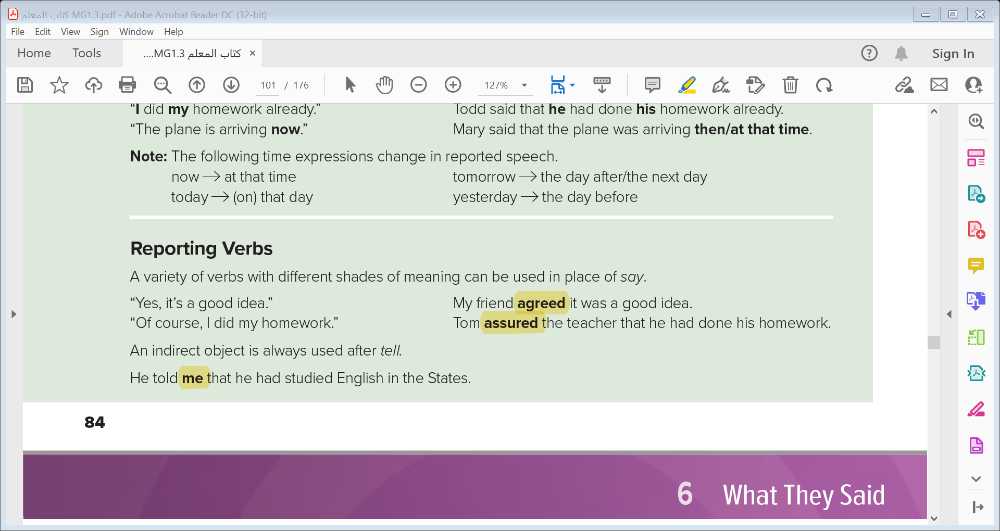 كتاب المعلم MG1.3.pdf - Adobe Acrobat Reader DC (32-bit)
File Edit View Sign Window Help
Home Tools كتاب المعلم MG1.3.... × Sign In
101 / 176 127%
“I did my homework already.” Todd said that he had done his homework already.
“The plane is arriving now.” Mary said that the plane was arriving then/at that time.
Note: The following time expressions change in reported speech.
now → at that time tomorrow → the day after/the next day
today → (on) that day yesterday → the day before
Reporting Verbs
A variety of verbs with different shades of meaning can be used in place of say.
“Yes, it’s a good idea.” My friend agreed it was a good idea.
“Of course, I did my homework.” Tom assured the teacher that he had done his homework.
An indirect object is always used after tell.
He told me that he had studied English in the States.
84
6 What They Said